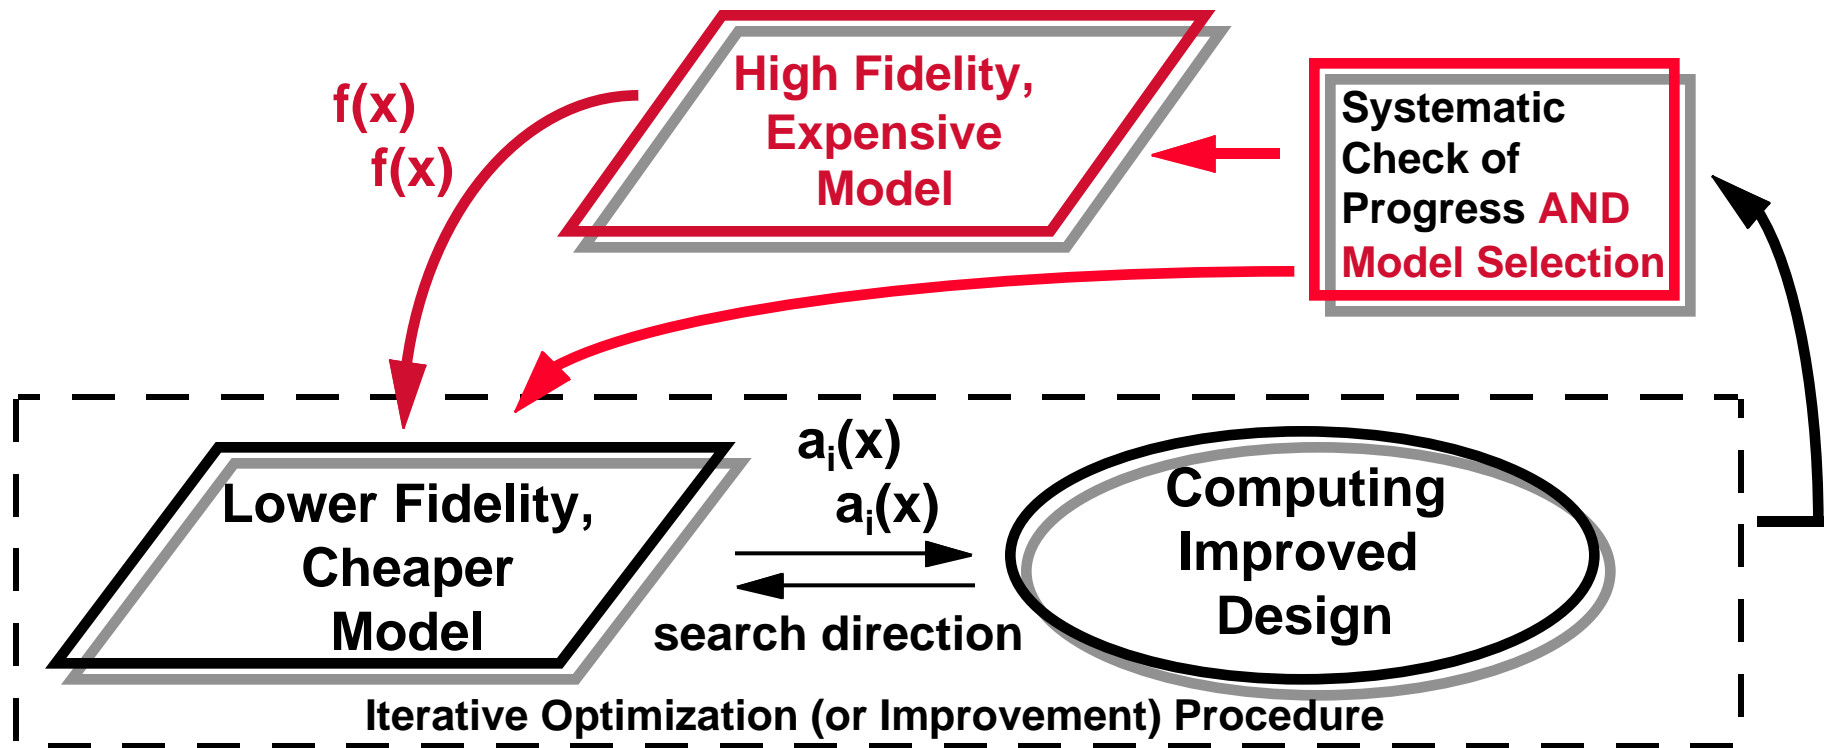 High Fidelity,
Expensive
Model
f(x)
f(x)
Systematic
Check of
Progress AND
Model Selection
Lower Fidelity,
Cheaper
Model
aᵢ(x)
aᵢ(x)
search direction
Computing
Improved
Design
Iterative Optimization (or Improvement) Procedure